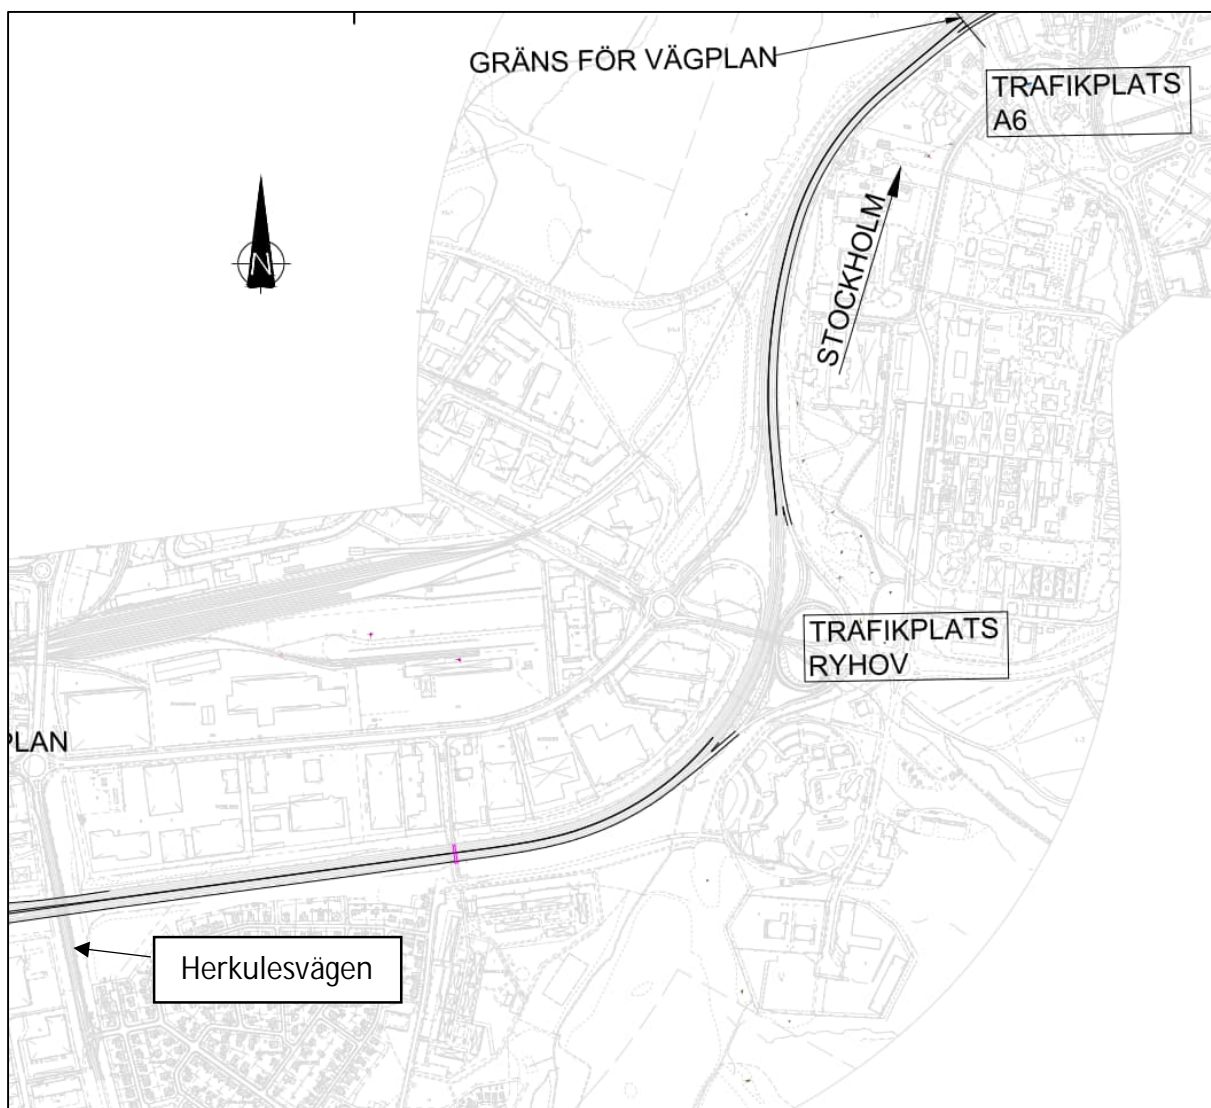 GRÄNS FÖR VÄGPLAN
TRAFIKPLATS
A6
N
STOCKHOLM
TRAFIKPLATS
RYHOV
PLAN
Herkulesvägen